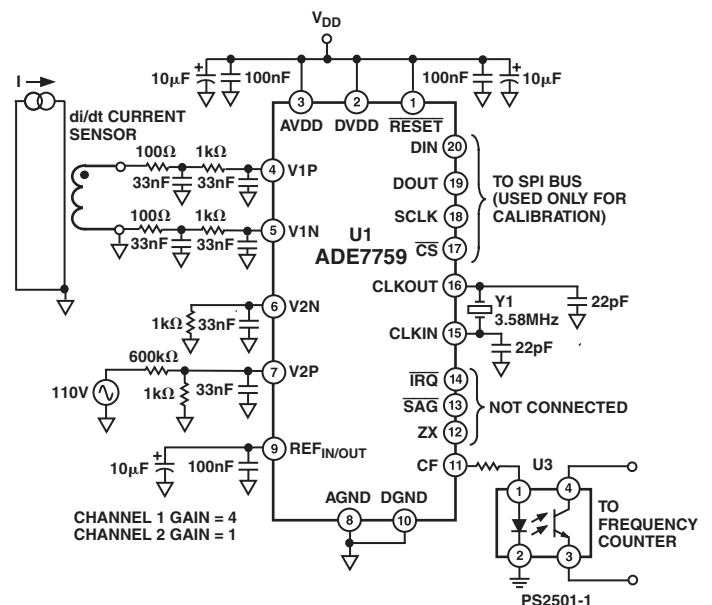 V_DD
10μF
100nF
100nF
10μF
I
di/dt CURRENT
SENSOR
3
2
1
AVDD
DVDD
RESET
100Ω
1kΩ
33nF
33nF
4
V1P
100Ω
1kΩ
33nF
33nF
5
V1N
U1
ADE7759
DIN
20
DOUT
19
SCLK
18
CS
17
TO SPI BUS
(USED ONLY FOR
CALIBRATION)
1kΩ
33nF
6
V2N
CLKOUT
16
Y1
3.58MHz
22pF
CLKIN
15
22pF
600kΩ
110V
1kΩ
33nF
7
V2P
IRQ
14
SAG
13
ZX
12
NOT CONNECTED
10μF
100nF
9
REF_IN/OUT
CF
11
U3
1
4
2
3
TO
FREQUENCY
COUNTER
PS2501-1
AGND
DGND
8
10
CHANNEL 1 GAIN = 4
CHANNEL 2 GAIN = 1